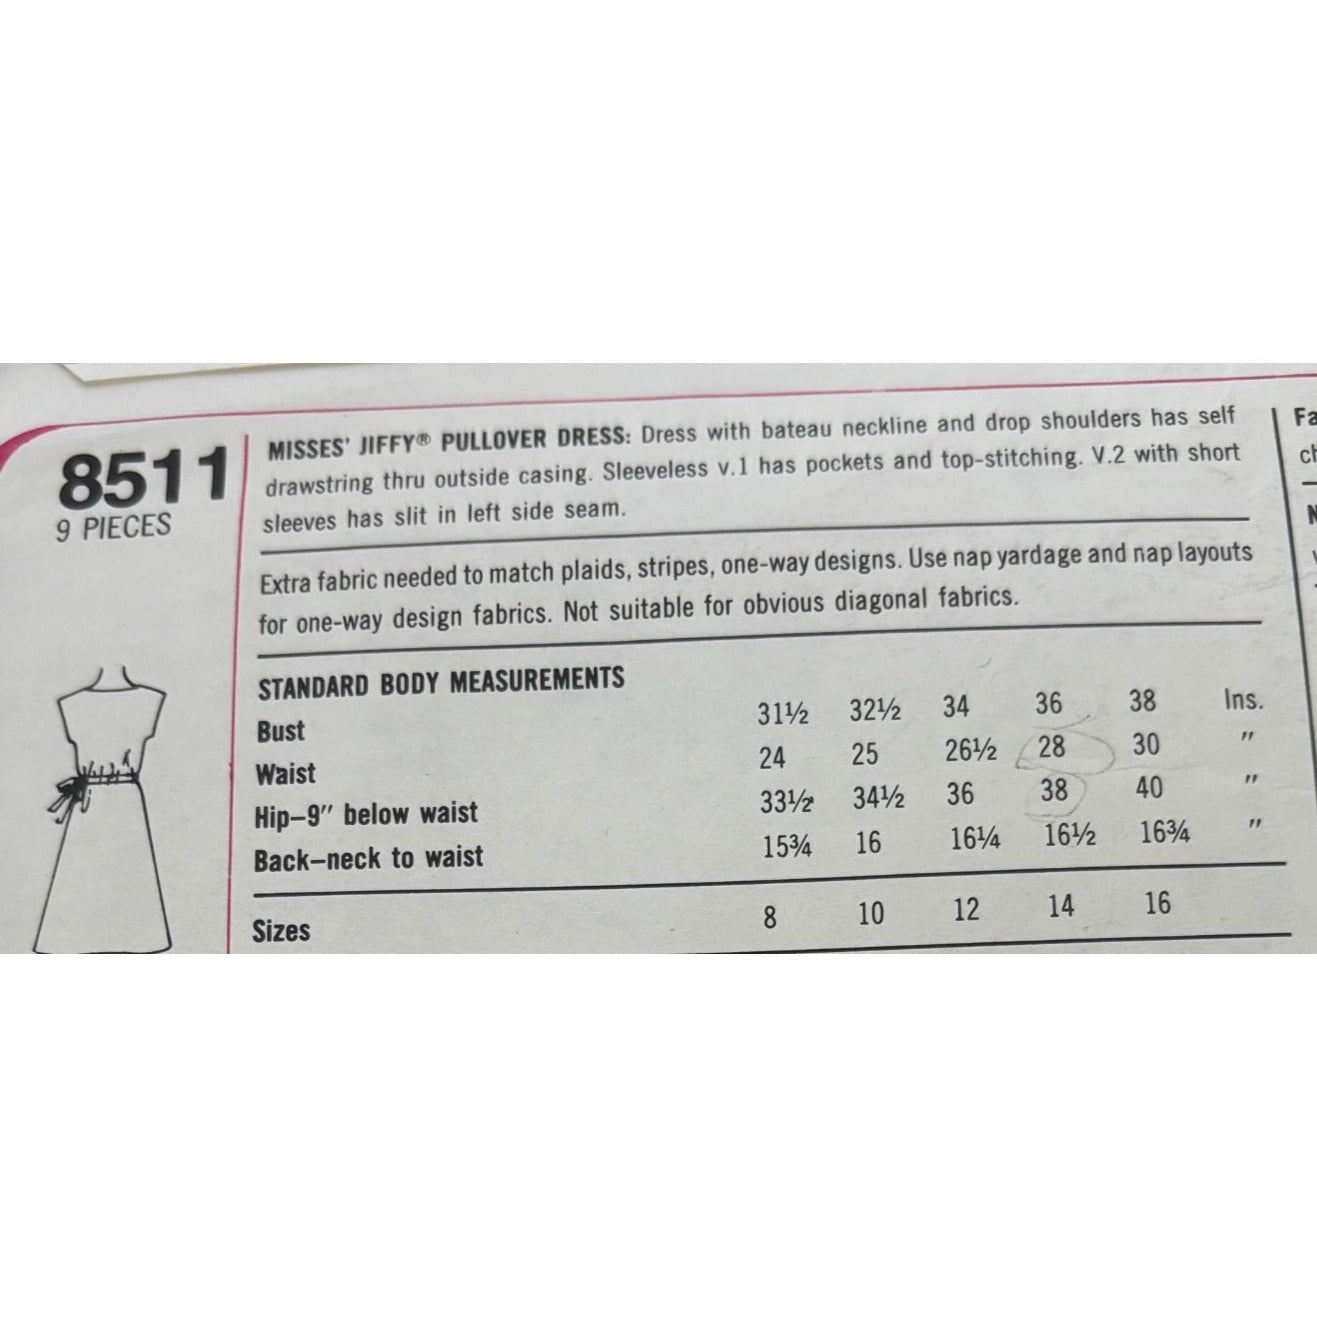 8511
9 PIECES
MISSES' JIFFY® PULLOVER DRESS: Dress with bateau neckline and drop shoulders has self
drawstring thru outside casing. Sleeveless v.1 has pockets and top-stitching. V.2 with short
sleeves has slit in left side seam.
Extra fabric needed to match plaids, stripes, one-way designs. Use nap yardage and nap layouts
for one-way design fabrics. Not suitable for obvious diagonal fabrics.
STANDARD BODY MEASUREMENTS
Bust 31½ 32½ 34 36 38 Ins.
Waist 24 25 26½ 28 30 "
Hip–9" below waist 33½ 34½ 36 38 40 "
Back–neck to waist 15¾ 16 16¼ 16½ 16¾ "
Sizes 8 10 12 14 16
Fa
ch